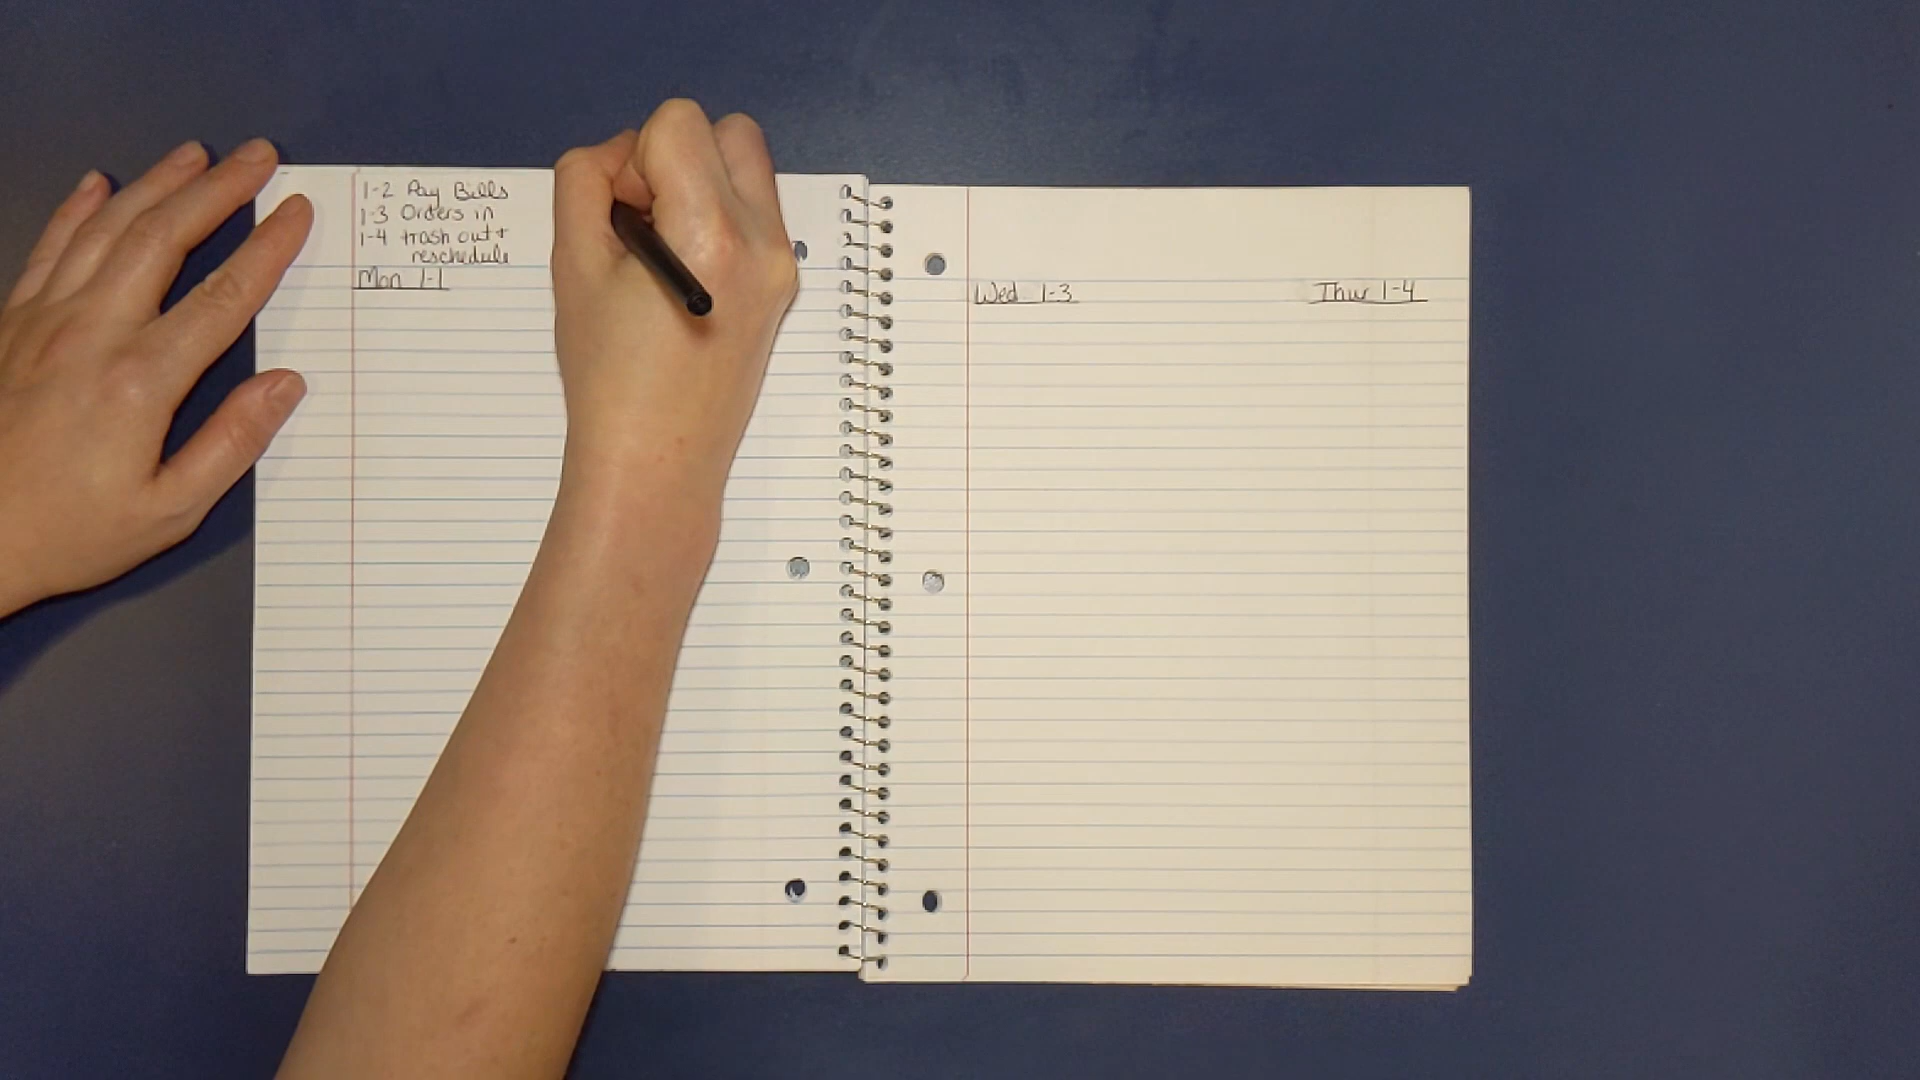 1-2 Pay Bills
1-3 Orders in
1-4 trash out +
reschedule
Mon 1-1
Wed 1-3
Thur 1-4